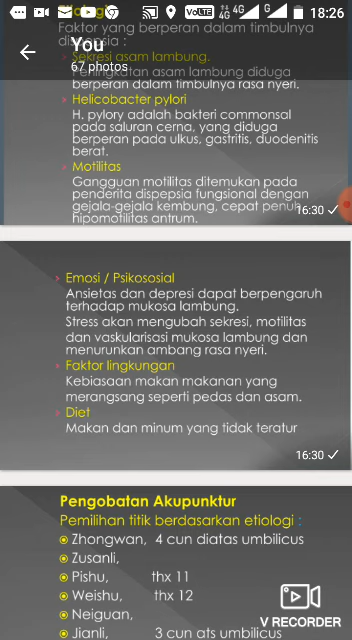 VoLTE 4G 4G G 18:26
You
67 photos
Faktor yang berperan dalam timbulnya
dispepsia :
Sekresi asam lambung.
Peningkatan asam lambung diduga
berperan dalam timbulnya rasa nyeri.
Helicobacter pylori
H. pylory adalah bakteri commonsal
pada saluran cerna, yang diduga
berperan pada ulkus, gastritis, duodenitis
berat.
Motilitas
Gangguan motilitas ditemukan pada
penderita dispepsia fungsional dengan
gejala-gejala kembung, cepat penuh,
hipomotilitas antrum.
16:30
Emosi / Psikososial
Ansietas dan depresi dapat berpengaruh
terhadap mukosa lambung.
Stress akan mengubah sekresi, motilitas
dan vaskularisasi mukosa lambung dan
menurunkan ambang rasa nyeri.
Faktor lingkungan
Kebiasaan makan makanan yang
merangsang seperti pedas dan asam.
Diet
Makan dan minum yang tidak teratur
16:30
Pengobatan Akupunktur
Pemilihan titik berdasarkan etiologi :
Zhongwan, 4 cun diatas umbilicus
Zusanli,
Pishu, thx 11
Weishu, thx 12
Neiguan,
Jianli, 3 cun ats umbilicus
V RECORDER